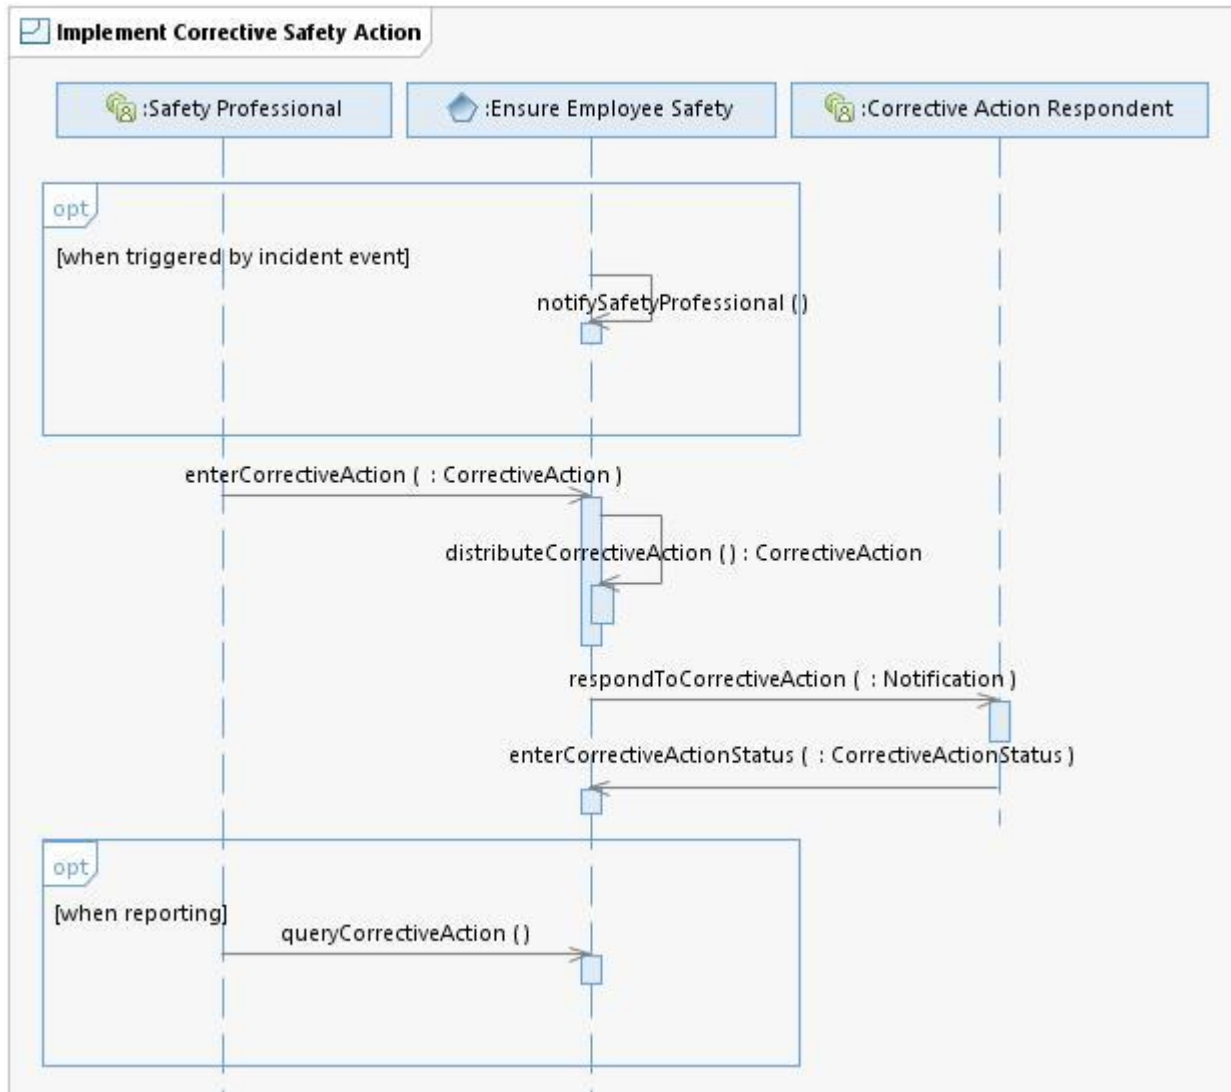 Implement Corrective Safety Action
:Safety Professional
:Ensure Employee Safety
:Corrective Action Respondent
opt
[when triggered by incident event]
notifySafetyProfessional ()
enterCorrectiveAction ( : CorrectiveAction )
distributeCorrectiveAction () : CorrectiveAction
respondToCorrectiveAction ( : Notification )
enterCorrectiveActionStatus ( : CorrectiveActionStatus )
opt
[when reporting]
queryCorrectiveAction ()